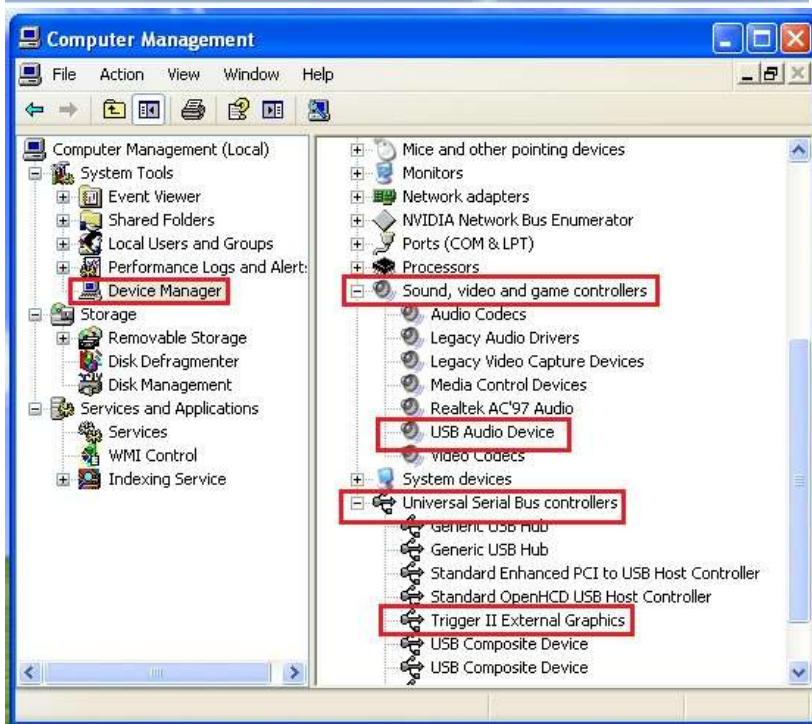 Computer Management
File Action View Window Help
Computer Management (Local)
System Tools
Event Viewer
Shared Folders
Local Users and Groups
Performance Logs and Alert:
Device Manager
Storage
Removable Storage
Disk Defragmenter
Disk Management
Services and Applications
Services
WMI Control
Indexing Service
Mice and other pointing devices
Monitors
Network adapters
NVIDIA Network Bus Enumerator
Ports (COM & LPT)
Processors
Sound, video and game controllers
Audio Codecs
Legacy Audio Drivers
Legacy Video Capture Devices
Media Control Devices
Realtek AC'97 Audio
USB Audio Device
Video Codecs
System devices
Universal Serial Bus controllers
Generic USB Hub
Generic USB Hub
Standard Enhanced PCI to USB Host Controller
Standard OpenHCD USB Host Controller
Trigger II External Graphics
USB Composite Device
USB Composite Device